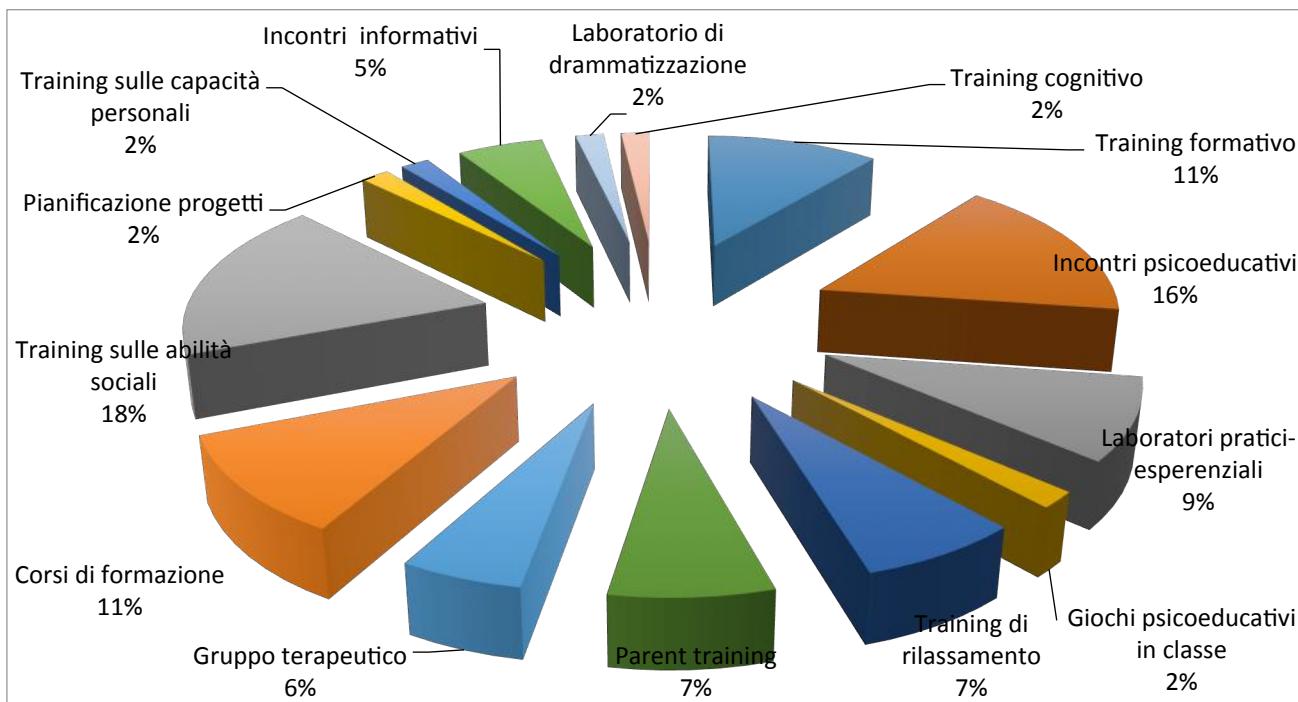 Incontri informativi
5%
Laboratorio di
drammatizzazione
2%
Training cognitivo
2%
Training formativo
11%
Incontri psicoeducativi
16%
Laboratori pratici-
esperenziali
9%
Giochi psicoeducativi
in classe
2%
Training di
rilassamento
7%
Parent training
7%
Gruppo terapeutico
6%
Corsi di formazione
11%
Training sulle abilità
sociali
18%
Pianificazione progetti
2%
Training sulle capacità
personali
2%